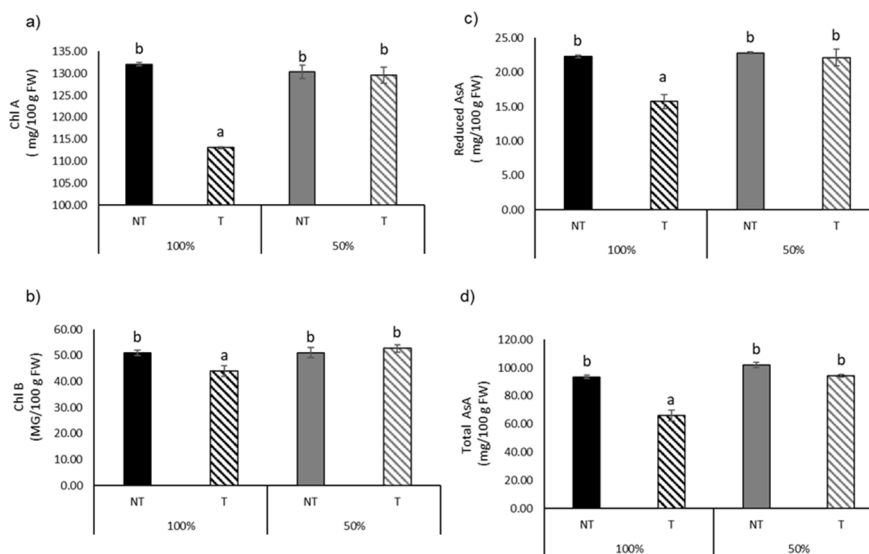 a)
b
b
b
a
135.00
130.00
125.00
120.00
115.00
110.00
105.00
100.00
Chl A
( mg/100 g FW)
NT
T
NT
T
100%
50%
b)
b
b
b
a
60.00
50.00
40.00
30.00
20.00
10.00
0.00
Chl B
(MG/100 g FW)
NT
T
NT
T
100%
50%
c)
b
b
b
a
25.00
20.00
15.00
10.00
5.00
0.00
Reduced AsA
( mg/100 g FW)
NT
T
NT
T
100%
50%
d)
b
b
b
a
120.00
100.00
80.00
60.00
40.00
20.00
0.00
Total AsA
(mg/100 g FW)
NT
T
NT
T
100%
50%